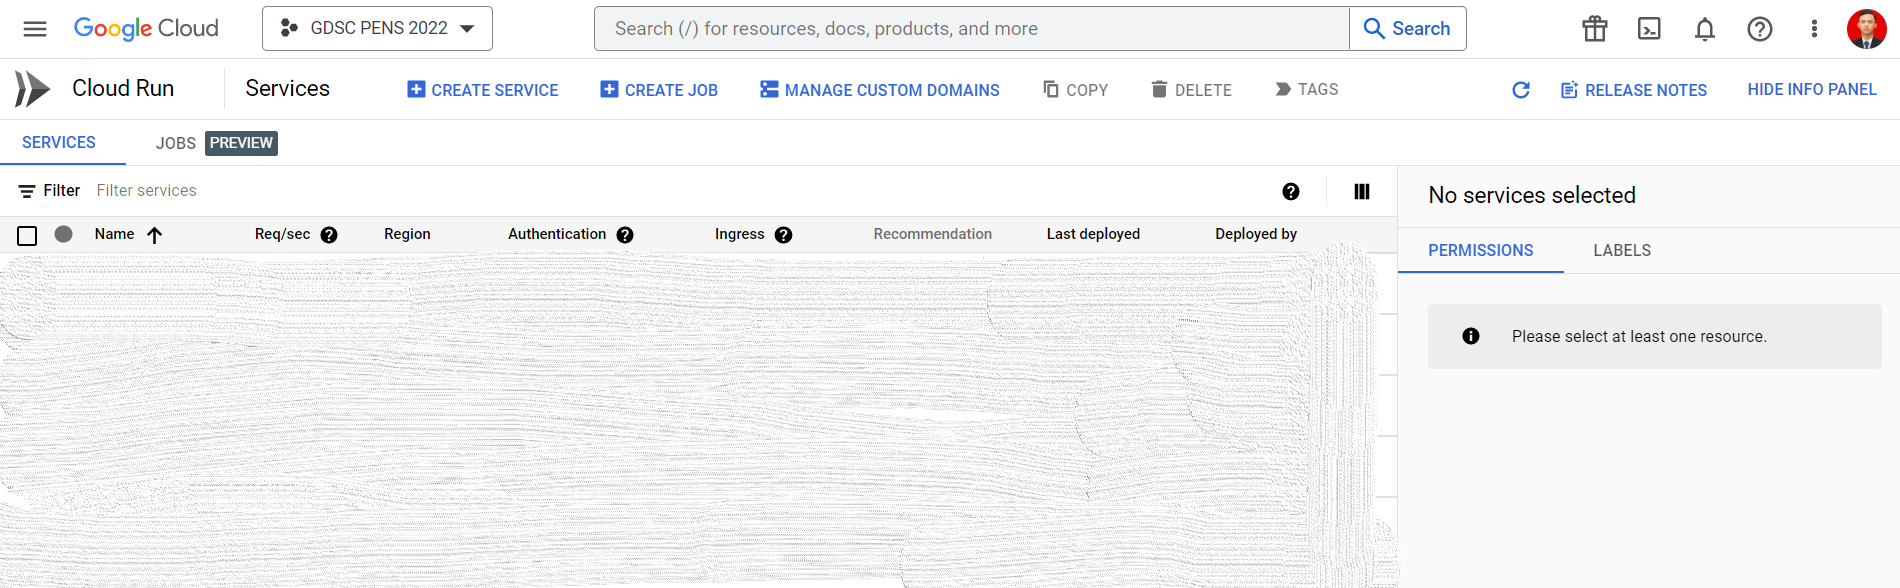 Google Cloud GDSC PENS 2022 Search (/) for resources, docs, products, and more Search
Cloud Run Services CREATE SERVICE CREATE JOB MANAGE CUSTOM DOMAINS COPY DELETE TAGS RELEASE NOTES HIDE INFO PANEL
SERVICES JOBS PREVIEW
Filter Filter services
Name Req/sec Region Authentication Ingress Recommendation Last deployed Deployed by
No services selected
PERMISSIONS LABELS
Please select at least one resource.